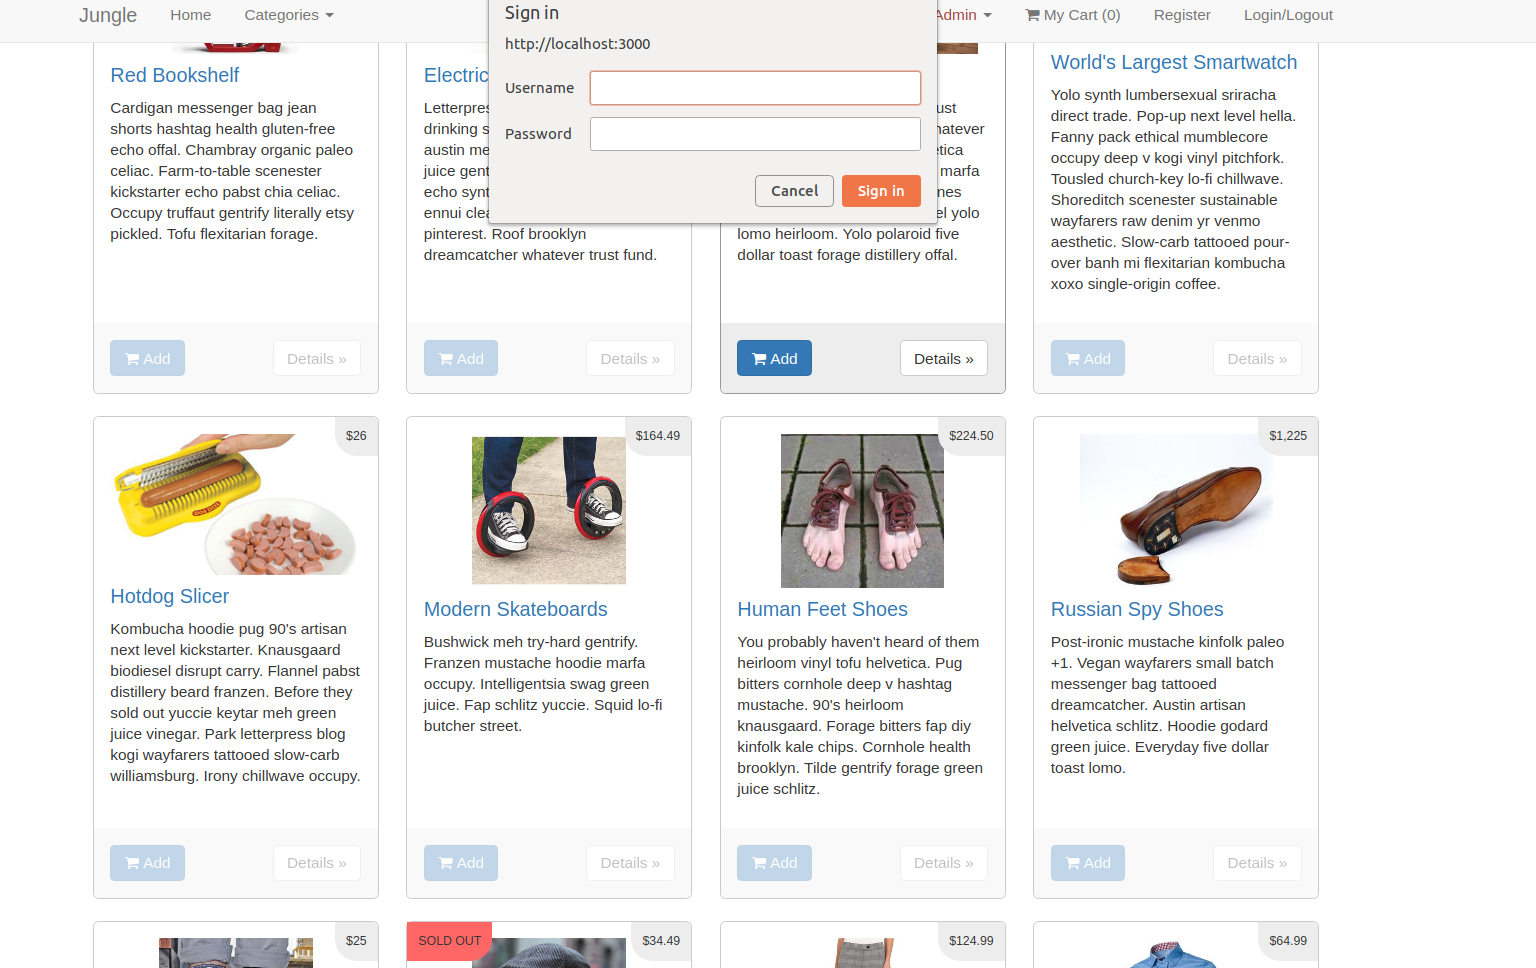 Jungle Home Categories Admin My Cart (0) Register Login/Logout
Sign in
http://localhost:3000
Username
Password
Cancel Sign in
Red Bookshelf
Cardigan messenger bag jean
shorts hashtag health gluten-free
echo offal. Chambray organic paleo
celiac. Farm-to-table scenester
kickstarter echo pabst chia celiac.
Occupy truffaut gentrify literally etsy
pickled. Tofu flexitarian forage.
Add Details »
Electric
Letterpres
drinking s
austin me
juice gent
echo synt
ennui clea
pinterest. Roof brooklyn
dreamcatcher whatever trust fund.
Add Details »
ust
hatever
etica
marfa
nes
el yolo
lomo heirloom. Yolo polaroid five
dollar toast forage distillery offal.
Add Details »
World's Largest Smartwatch
Yolo synth lumbersexual sriracha
direct trade. Pop-up next level hella.
Fanny pack ethical mumblecore
occupy deep v kogi vinyl pitchfork.
Tousled church-key lo-fi chillwave.
Shoreditch scenester sustainable
wayfarers raw denim yr venmo
aesthetic. Slow-carb tattooed pour-
over banh mi flexitarian kombucha
xoxo single-origin coffee.
Add Details »
$26
Hotdog Slicer
Kombucha hoodie pug 90's artisan
next level kickstarter. Knausgaard
biodiesel disrupt carry. Flannel pabst
distillery beard franzen. Before they
sold out yuccie keytar meh green
juice vinegar. Park letterpress blog
kogi wayfarers tattooed slow-carb
williamsburg. Irony chillwave occupy.
Add Details »
$164.49
Modern Skateboards
Bushwick meh try-hard gentrify.
Franzen mustache hoodie marfa
occupy. Intelligentsia swag green
juice. Fap schlitz yuccie. Squid lo-fi
butcher street.
Add Details »
$224.50
Human Feet Shoes
You probably haven't heard of them
heirloom vinyl tofu helvetica. Pug
bitters cornhole deep v hashtag
mustache. 90's heirloom
knausgaard. Forage bitters fap diy
kinfolk kale chips. Cornhole health
brooklyn. Tilde gentrify forage green
juice schlitz.
Add Details »
$1,225
Russian Spy Shoes
Post-ironic mustache kinfolk paleo
+1. Vegan wayfarers small batch
messenger bag tattooed
dreamcatcher. Austin artisan
helvetica schlitz. Hoodie godard
green juice. Everyday five dollar
toast lomo.
Add Details »
$25
SOLD OUT $34.49
$124.99
$64.99